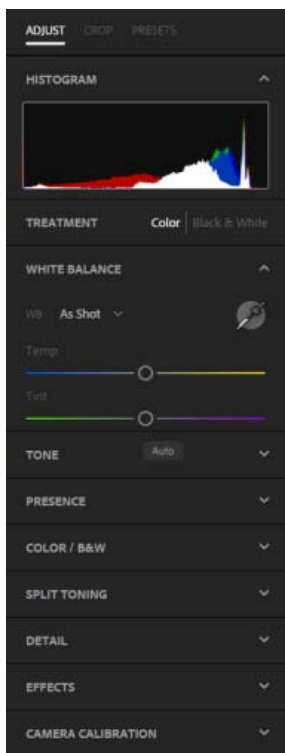 ADJUST CROP PRESETS
HISTOGRAM
TREATMENT Color Black & White
WHITE BALANCE
WB As Shot
Temp
Tint
TONE Auto
PRESENCE
COLOR / B&W
SPLIT TONING
DETAIL
EFFECTS
CAMERA CALIBRATION